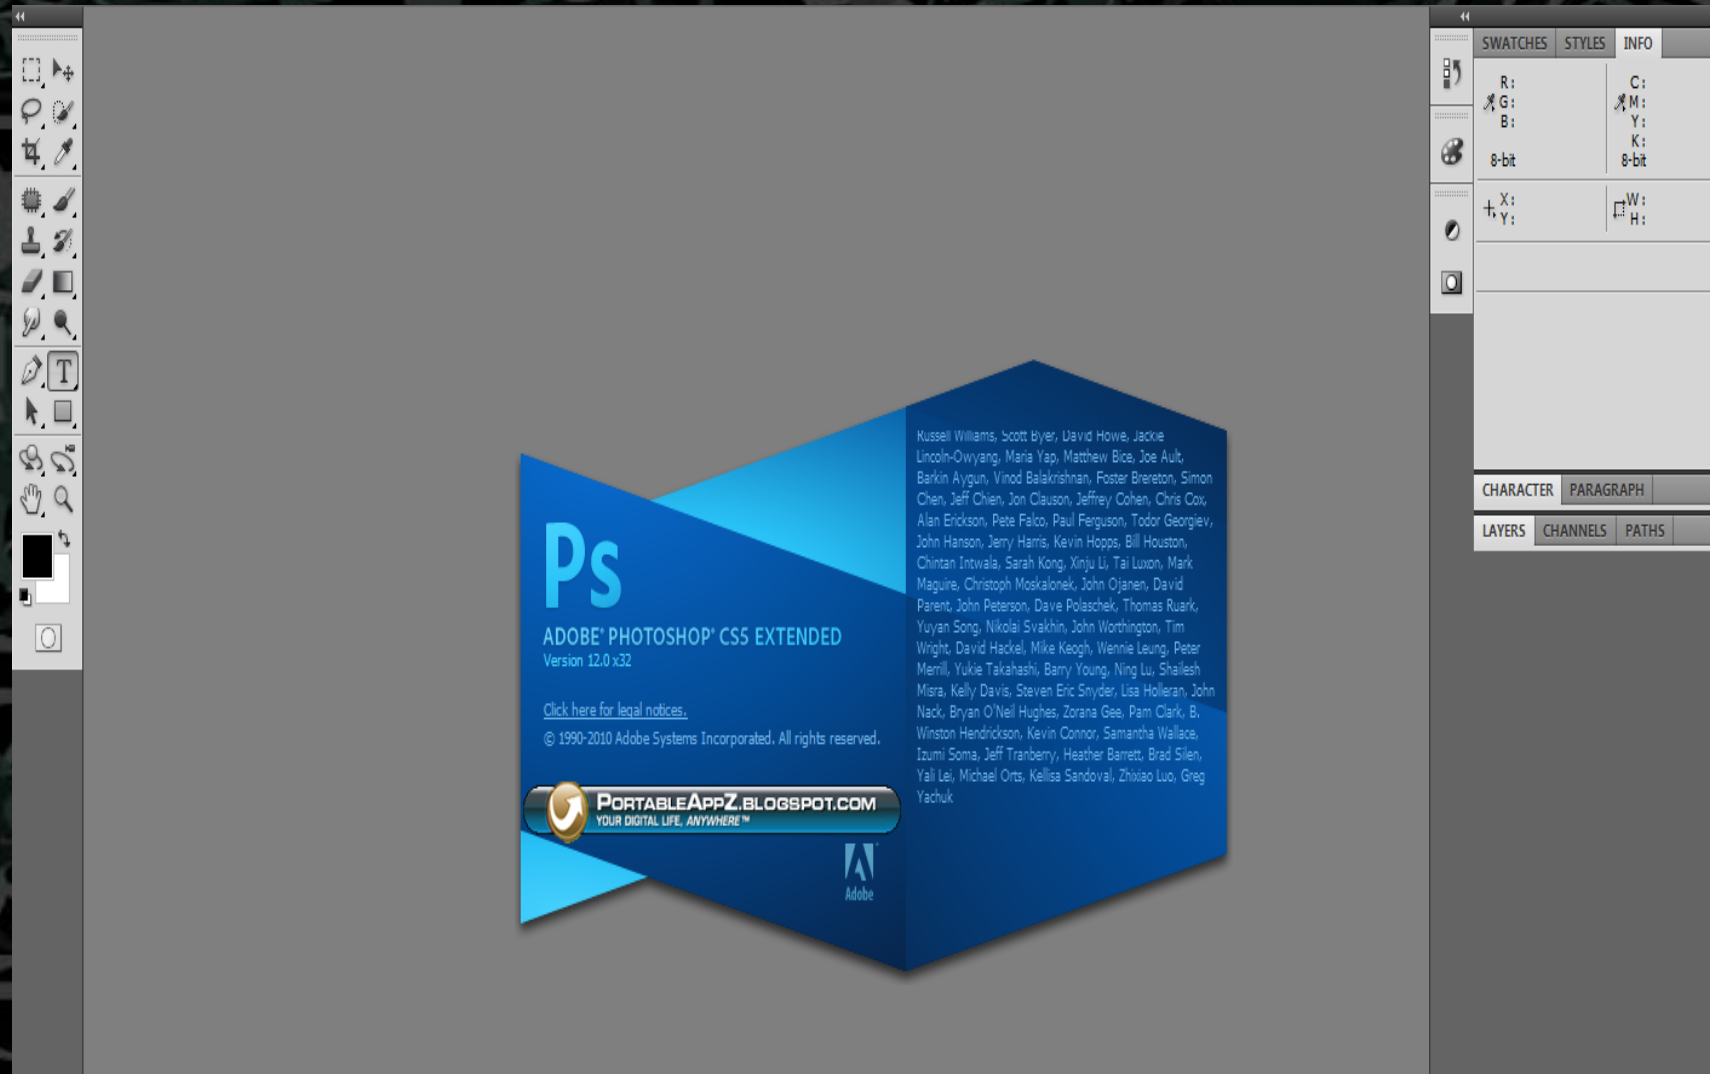 SWATCHES STYLES INFO
R:
G:
B:
8-bit
C:
M:
Y:
K:
8-bit
X:
Y:
W:
H:
CHARACTER PARAGRAPH
LAYERS CHANNELS PATHS
T
Ps
ADOBE® PHOTOSHOP® CS5 EXTENDED
Version 12.0 x32
Click here for legal notices.
© 1990-2010 Adobe Systems Incorporated. All rights reserved.
PORTABLEAPPZ.BLOGSPOT.COM
YOUR DIGITAL LIFE, ANYWHERE™
Adobe
Russell Williams, Scott Byer, David Howe, Jackie
Lincoln-Owyang, Maria Yap, Matthew Bice, Joe Ault,
Barkin Aygun, Vinod Balakrishnan, Foster Brereton, Simon
Chen, Jeff Chien, Jon Clauson, Jeffrey Cohen, Chris Cox,
Alan Erickson, Pete Falco, Paul Ferguson, Todor Georgiev,
John Hanson, Jerry Harris, Kevin Hopps, Bill Houston,
Chintan Intwala, Sarah Kong, Xinju Li, Tai Luxon, Mark
Maguire, Christoph Moskalonek, John Ojanen, David
Parent, John Peterson, Dave Polaschek, Thomas Ruark,
Yuyan Song, Nikolai Svakhin, John Worthington, Tim
Wright, David Hackel, Mike Keogh, Wennie Leung, Peter
Merrill, Yukie Takahashi, Barry Young, Ning Lu, Shailesh
Misra, Kelly Davis, Steven Eric Snyder, Lisa Holleran, John
Nack, Bryan O'Neil Hughes, Zorana Gee, Pam Clark, B.
Winston Hendrickson, Kevin Connor, Samantha Wallace,
Izumi Soma, Jeff Tranberry, Heather Barrett, Brad Silen,
Yali Lei, Michael Orts, Kellisa Sandoval, Zhixiao Luo, Greg
Yachuk